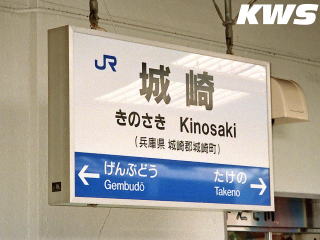 KWS
JR
城崎
きのさき Kinosaki
(兵庫県 城崎郡城崎町)
げんぶどう たけの
Gembudō Takeno